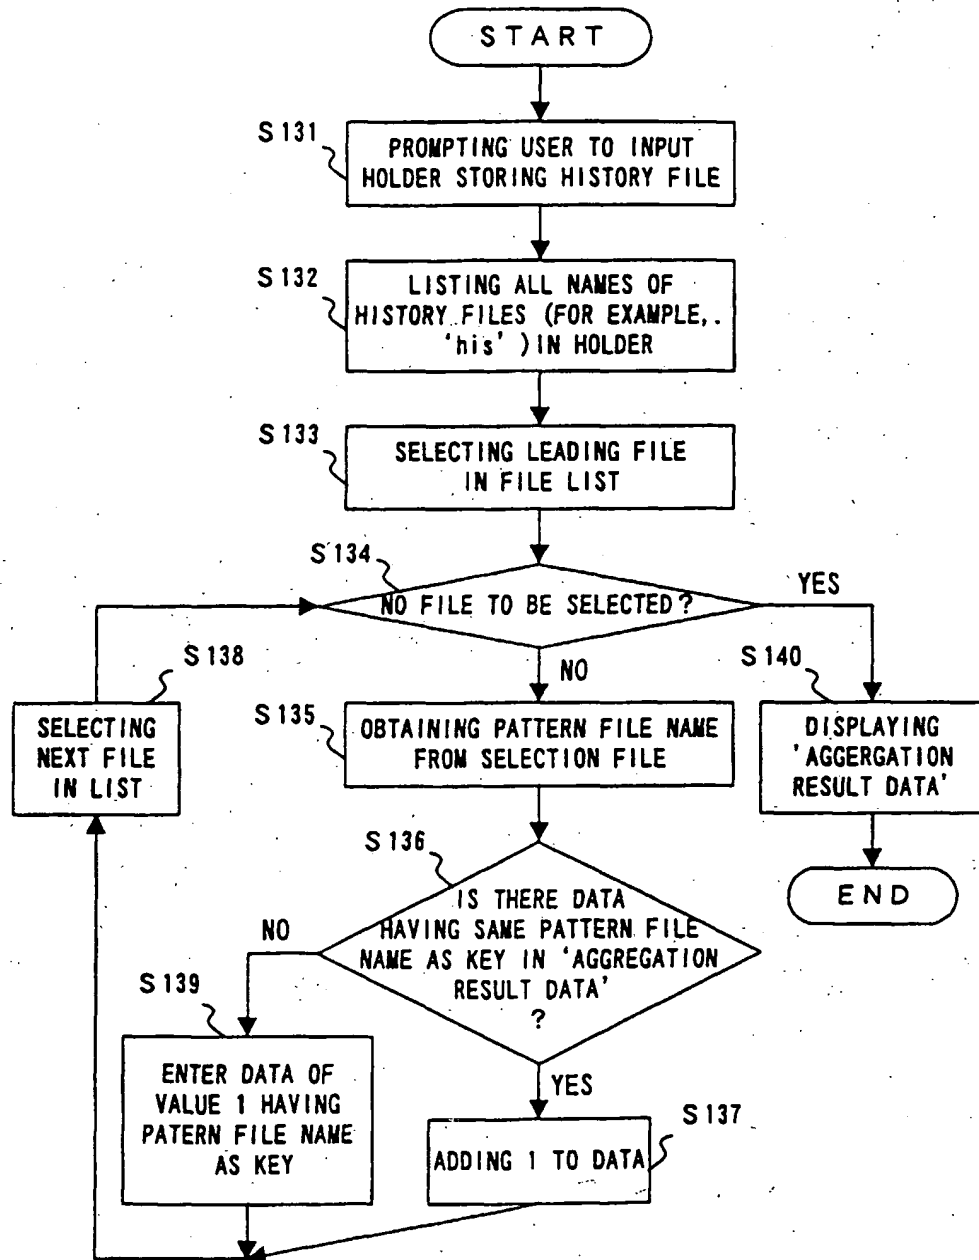 START
S131
PROMPTING USER TO INPUT
HOLDER STORING HISTORY FILE
S132
LISTING ALL NAMES OF
HISTORY FILES (FOR EXAMPLE,.
'his' ) IN HOLDER
S133
SELECTING LEADING FILE
IN FILE LIST
S134
NO FILE TO BE SELECTED?
YES
NO
S138
SELECTING
NEXT FILE
IN LIST
S135
OBTAINING PATTERN FILE NAME
FROM SELECTION FILE
S140
DISPLAYING
'AGGERGATION
RESULT DATA'
END
S136
IS THERE DATA
HAVING SAME PATTERN FILE
NAME AS KEY IN 'AGGREGATION
RESULT DATA'
?
NO
YES
S139
ENTER DATA OF
VALUE 1 HAVING
PATERN FILE NAME
AS KEY
S137
ADDING 1 TO DATA